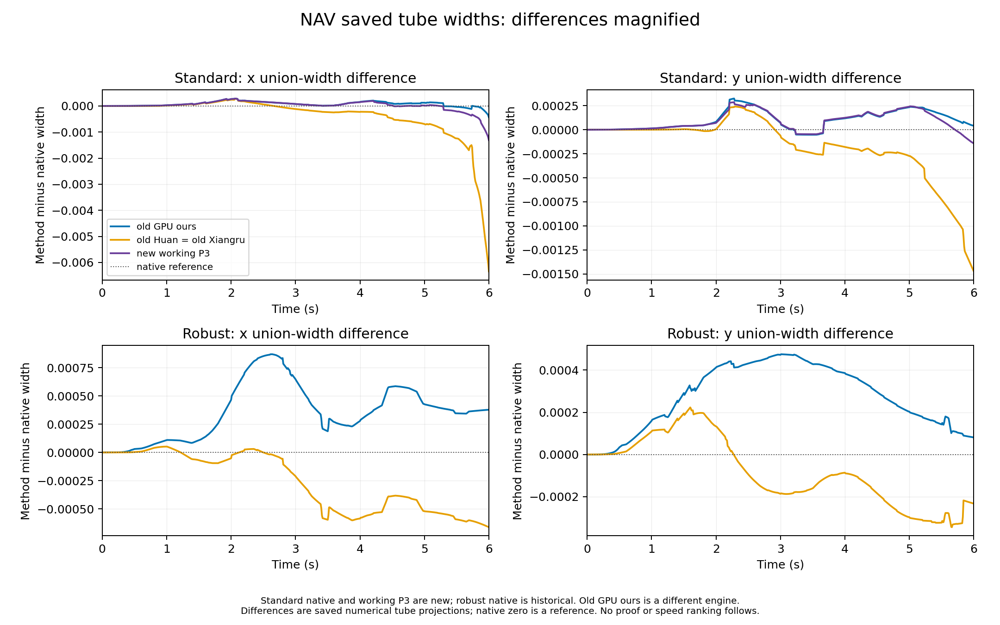 NAV saved tube widths: differences magnified
Standard: x union-width difference
Method minus native width
0.000
−0.001
−0.002
−0.003
−0.004
−0.005
−0.006
old GPU ours
old Huan = old Xiangru
new working P3
native reference
0 1 2 3 4 5 6
Time (s)
Standard: y union-width difference
Method minus native width
0.00025
0.00000
−0.00025
−0.00050
−0.00075
−0.00100
−0.00125
−0.00150
0 1 2 3 4 5 6
Time (s)
Robust: x union-width difference
Method minus native width
0.00075
0.00050
0.00025
0.00000
−0.00025
−0.00050
0 1 2 3 4 5 6
Time (s)
Robust: y union-width difference
Method minus native width
0.0004
0.0002
0.0000
−0.0002
0 1 2 3 4 5 6
Time (s)
Standard native and working P3 are new; robust native is historical. Old GPU ours is a different engine.
Differences are saved numerical tube projections; native zero is a reference. No proof or speed ranking follows.